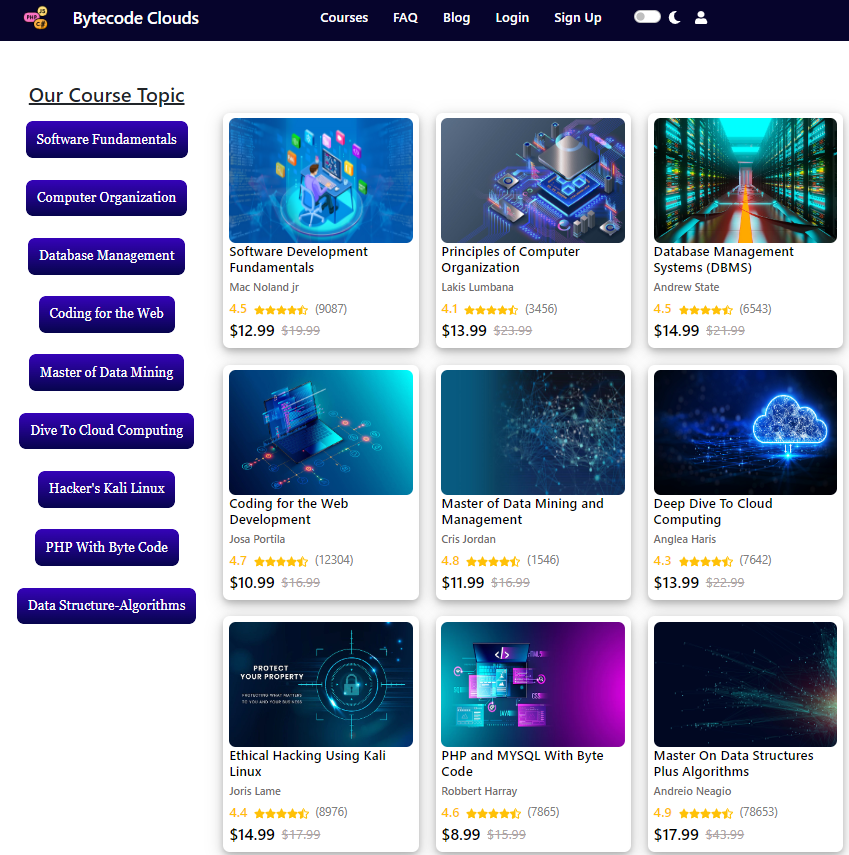 PHP JS C#
Bytecode Clouds
Courses FAQ Blog Login Sign Up
Our Course Topic
Software Fundamentals
Computer Organization
Database Management
Coding for the Web
Master of Data Mining
Dive To Cloud Computing
Hacker's Kali Linux
PHP With Byte Code
Data Structure-Algorithms
Software Development
Fundamentals
Mac Noland jr
4.5 (9087)
$12.99 $19.99
Principles of Computer
Organization
Lakis Lumbana
4.1 (3456)
$13.99 $23.99
Database Management
Systems (DBMS)
Andrew State
4.5 (6543)
$14.99 $21.99
Coding for the Web
Development
Josa Portila
4.7 (12304)
$10.99 $16.99
Master of Data Mining and
Management
Cris Jordan
4.8 (1546)
$11.99 $16.99
Deep Dive To Cloud
Computing
Anglea Haris
4.3 (7642)
$13.99 $22.99
PROTECT
YOUR PROPERTY
PROTECTING WHAT MATTERS
TO YOU AND YOUR BUSINESS
Ethical Hacking Using Kali
Linux
Joris Lame
4.4 (8976)
$14.99 $17.99
</>
CSS
PHP and MYSQL With Byte
Code
Robbert Harray
4.6 (7865)
$8.99 $15.99
Master On Data Structures
Plus Algorithms
Andreio Neagio
4.9 (78653)
$17.99 $43.99